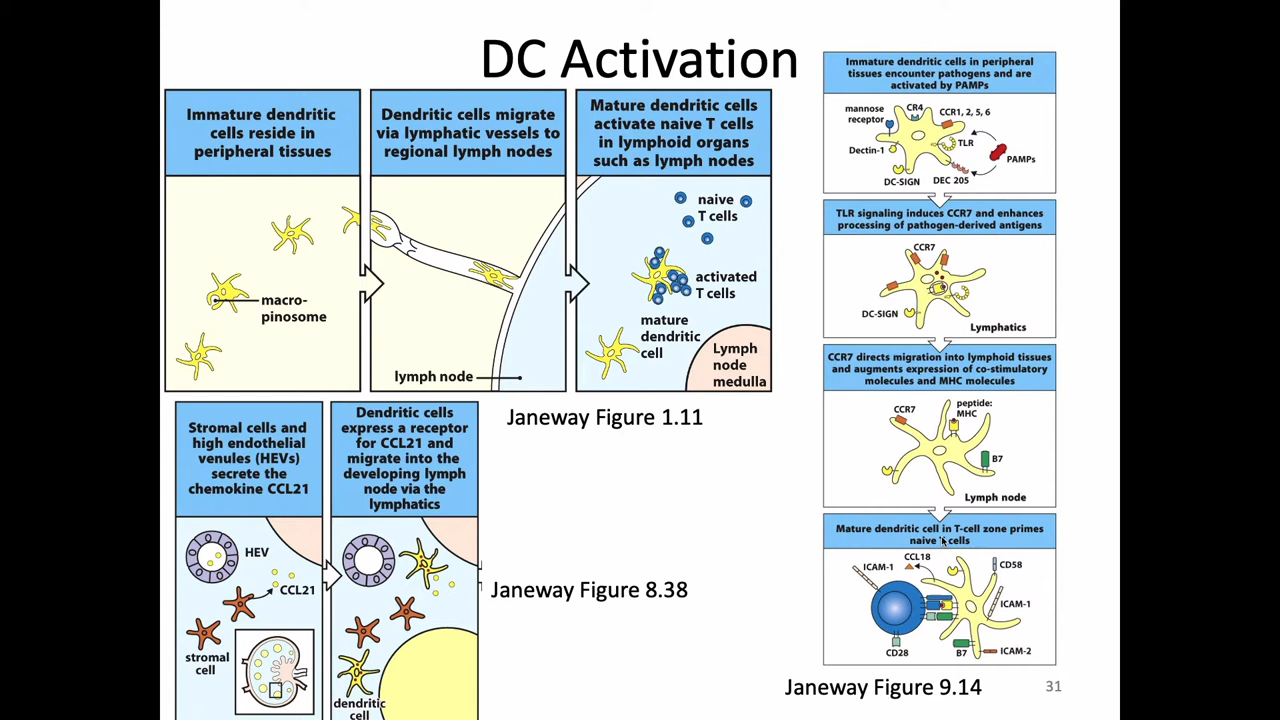 DC Activation
Immature dendritic
cells reside in
peripheral tissues
macro-
pinosome
Dendritic cells migrate
via lymphatic vessels to
regional lymph nodes
lymph node
Mature dendritic cells
activate naive T cells
in lymphoid organs
such as lymph nodes
naive
T cells
activated
T cells
mature
dendritic
cell
Lymph
node
medulla
Janeway Figure 1.11
Stromal cells and
high endothelial
venules (HEVs)
secrete the
chemokine CCL21
HEV
CCL21
stromal
cell
Dendritic cells
express a receptor
for CCL21 and
migrate into the
developing lymph
node via the
lymphatics
dendritic
cell
Janeway Figure 8.38
Immature dendritic cells in peripheral
tissues encounter pathogens and are
activated by PAMPs
mannose
receptor
CR4
CCR1, 2, 5, 6
Dectin-1
TLR
PAMPs
DC-SIGN
DEC 205
TLR signaling induces CCR7 and enhances
processing of pathogen-derived antigens
CCR7
DC-SIGN
Lymphatics
CCR7 directs migration into lymphoid tissues
and augments expression of co-stimulatory
molecules and MHC molecules
CCR7
peptide:
MHC
B7
Lymph node
Mature dendritic cell in T-cell zone primes
naive T cells
ICAM-1
CCL18
CD58
ICAM-1
CD28
B7
ICAM-2
Janeway Figure 9.14
31